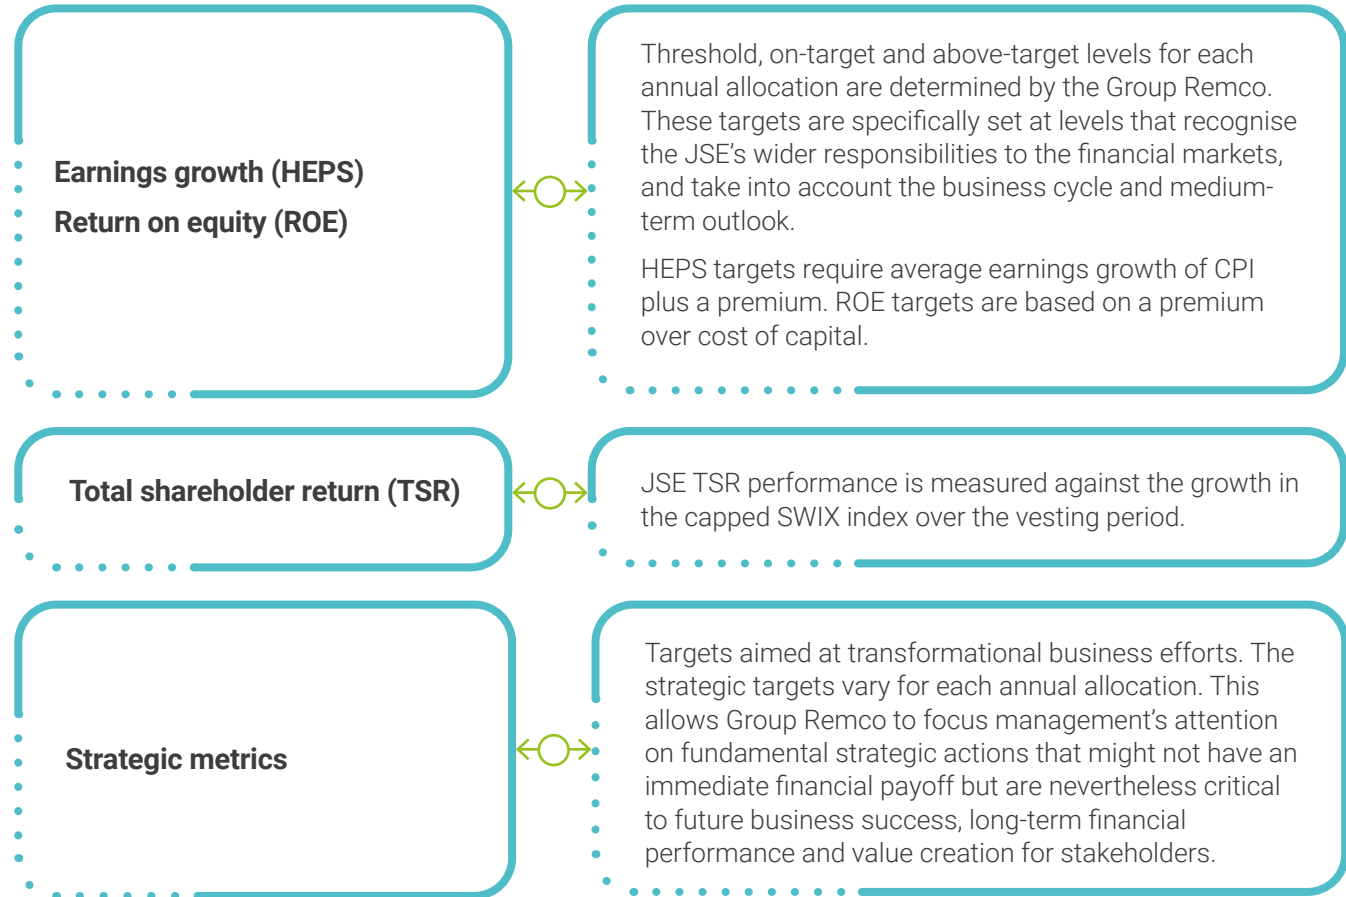 Earnings growth (HEPS)
Return on equity (ROE)
Threshold, on-target and above-target levels for each
annual allocation are determined by the Group Remco.
These targets are specifically set at levels that recognise
the JSE’s wider responsibilities to the financial markets,
and take into account the business cycle and medium-
term outlook.
HEPS targets require average earnings growth of CPI
plus a premium. ROE targets are based on a premium
over cost of capital.
Total shareholder return (TSR)
JSE TSR performance is measured against the growth in
the capped SWIX index over the vesting period.
Strategic metrics
Targets aimed at transformational business efforts. The
strategic targets vary for each annual allocation. This
allows Group Remco to focus management’s attention
on fundamental strategic actions that might not have an
immediate financial payoff but are nevertheless critical
to future business success, long-term financial
performance and value creation for stakeholders.